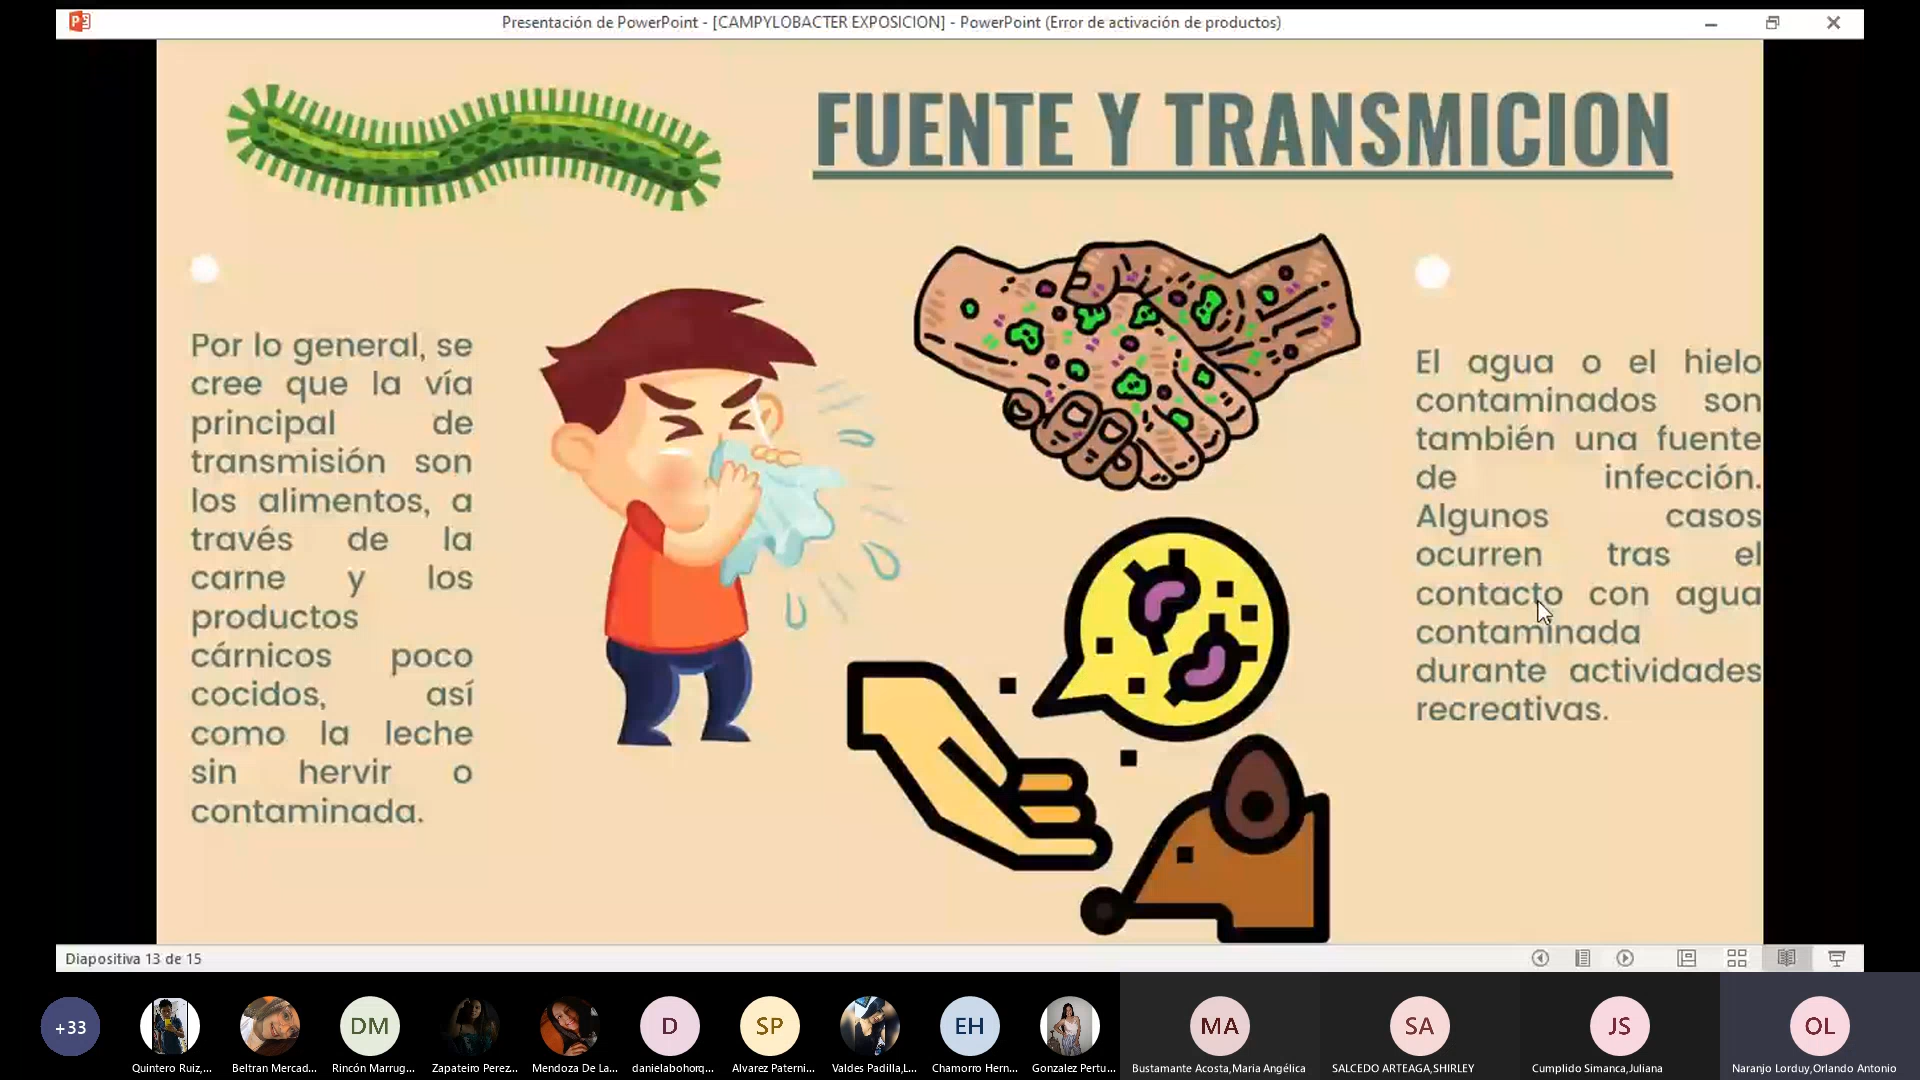 Presentación de PowerPoint - [CAMPYLOBACTER EXPOSICION] - PowerPoint (Error de activación de productos)
FUENTE Y TRANSMICION
Por lo general, se
cree que la vía
principal de
transmisión son
los alimentos, a
través de la
carne y los
productos
cárnicos poco
cocidos, así
como la leche
sin hervir o
contaminada.
El agua o el hielo
contaminados son
también una fuente
de infección.
Algunos casos
ocurren tras el
contacto con agua
contaminada
durante actividades
recreativas.
Diapositiva 13 de 15
+33
DM
D
SP
EH
MA
SA
JS
OL
Quintero Ruiz,...
Beltran Mercad...
Rincón Marrug...
Zapateiro Perez...
Mendoza De La...
danielabohorq...
Alvarez Paterni...
Valdes Padilla,L...
Chamorro Hern...
Gonzalez Pertu...
Bustamante Acosta,Maria Angélica
SALCEDO ARTEAGA,SHIRLEY
Cumplido Simanca,Juliana
Naranjo Lorduy,Orlando Antonio